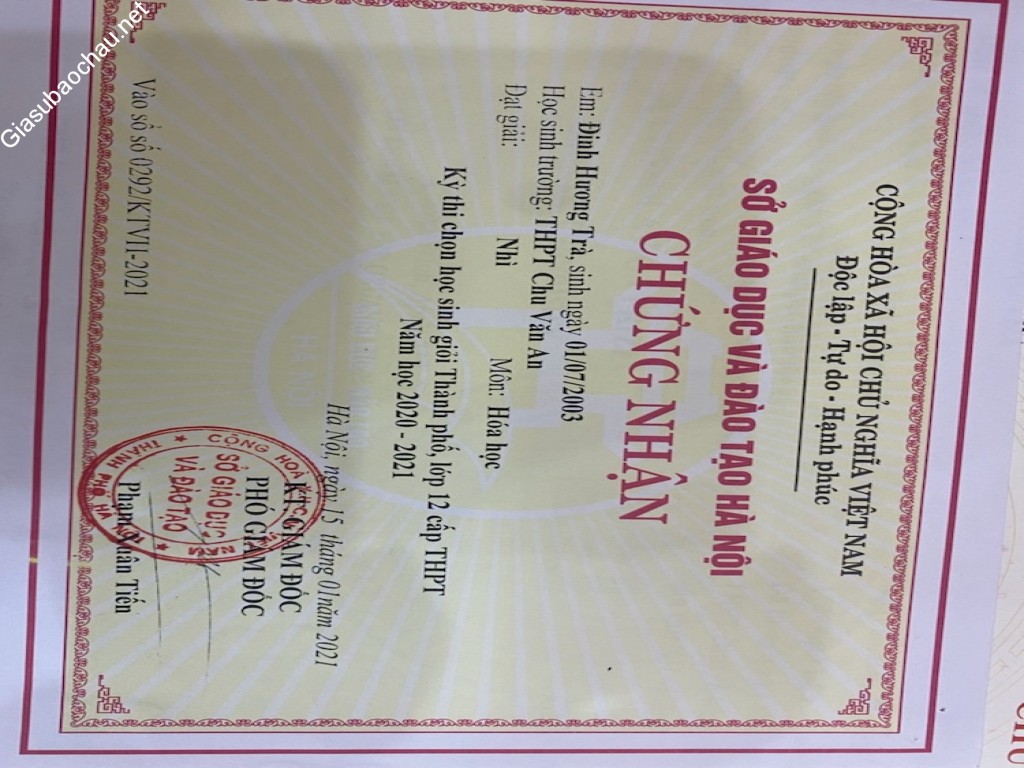 CỘNG HÒA XÃ HỘI CHỦ NGHĨA VIỆT NAM
Độc lập - Tự do - Hạnh phúc
SỞ GIÁO DỤC VÀ ĐÀO TẠO HÀ NỘI
CHỨNG NHẬN
Em: Đinh Hương Trà, sinh ngày 01/07/2003
Học sinh trường: THPT Chu Văn An
Đạt giải: Nhì Môn: Hóa học
Kỳ thi chọn học sinh giỏi Thành phố, lớp 12 cấp THPT
Năm học 2020 - 2021
Hà Nội, ngày 15 tháng 01 năm 2021
KT. GIÁM ĐỐC
PHÓ GIÁM ĐỐC
SỞ GIÁO DỤC
VÀ ĐÀO TẠO
Phạm Xuân Tiến
Vào sổ số 0292/KTVII-2021
Giasubaochau.net